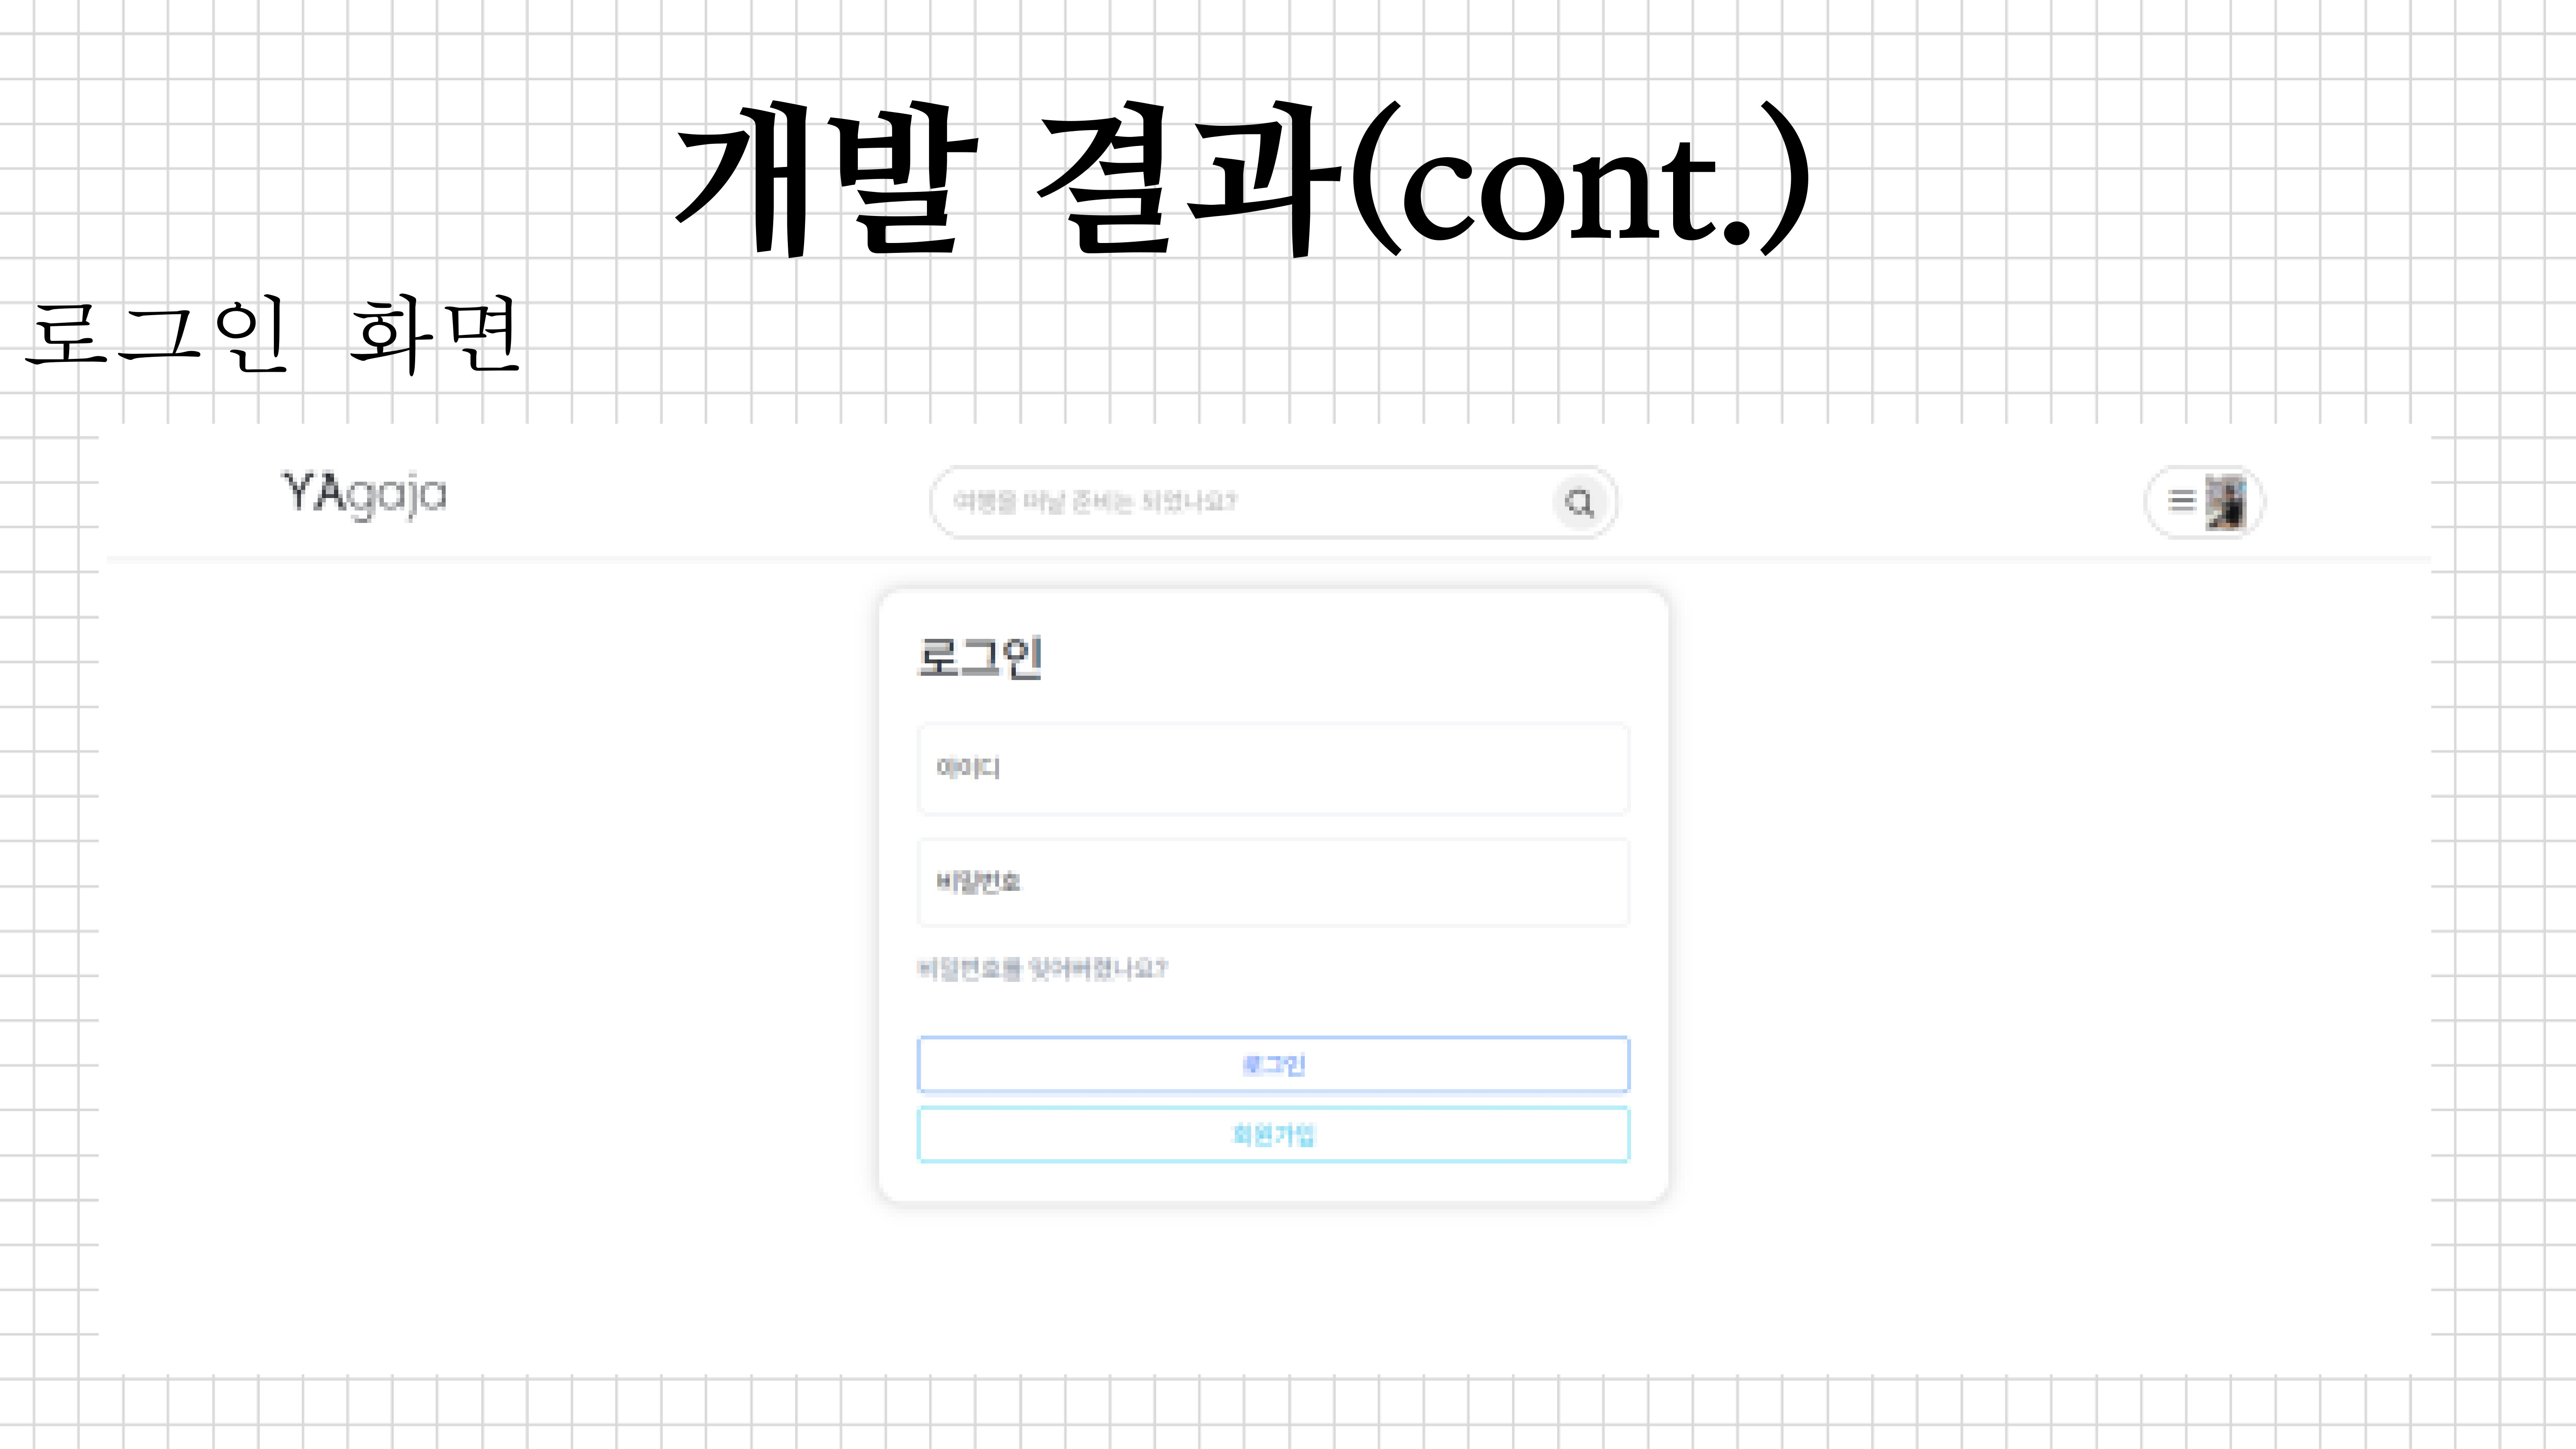 개발 결과(cont.)
로그인 화면
YAgaja
여행을 떠날 준비는 되었나요?
로그인
아이디
비밀번호
비밀번호를 잊어버렸나요?
로그인
회원가입